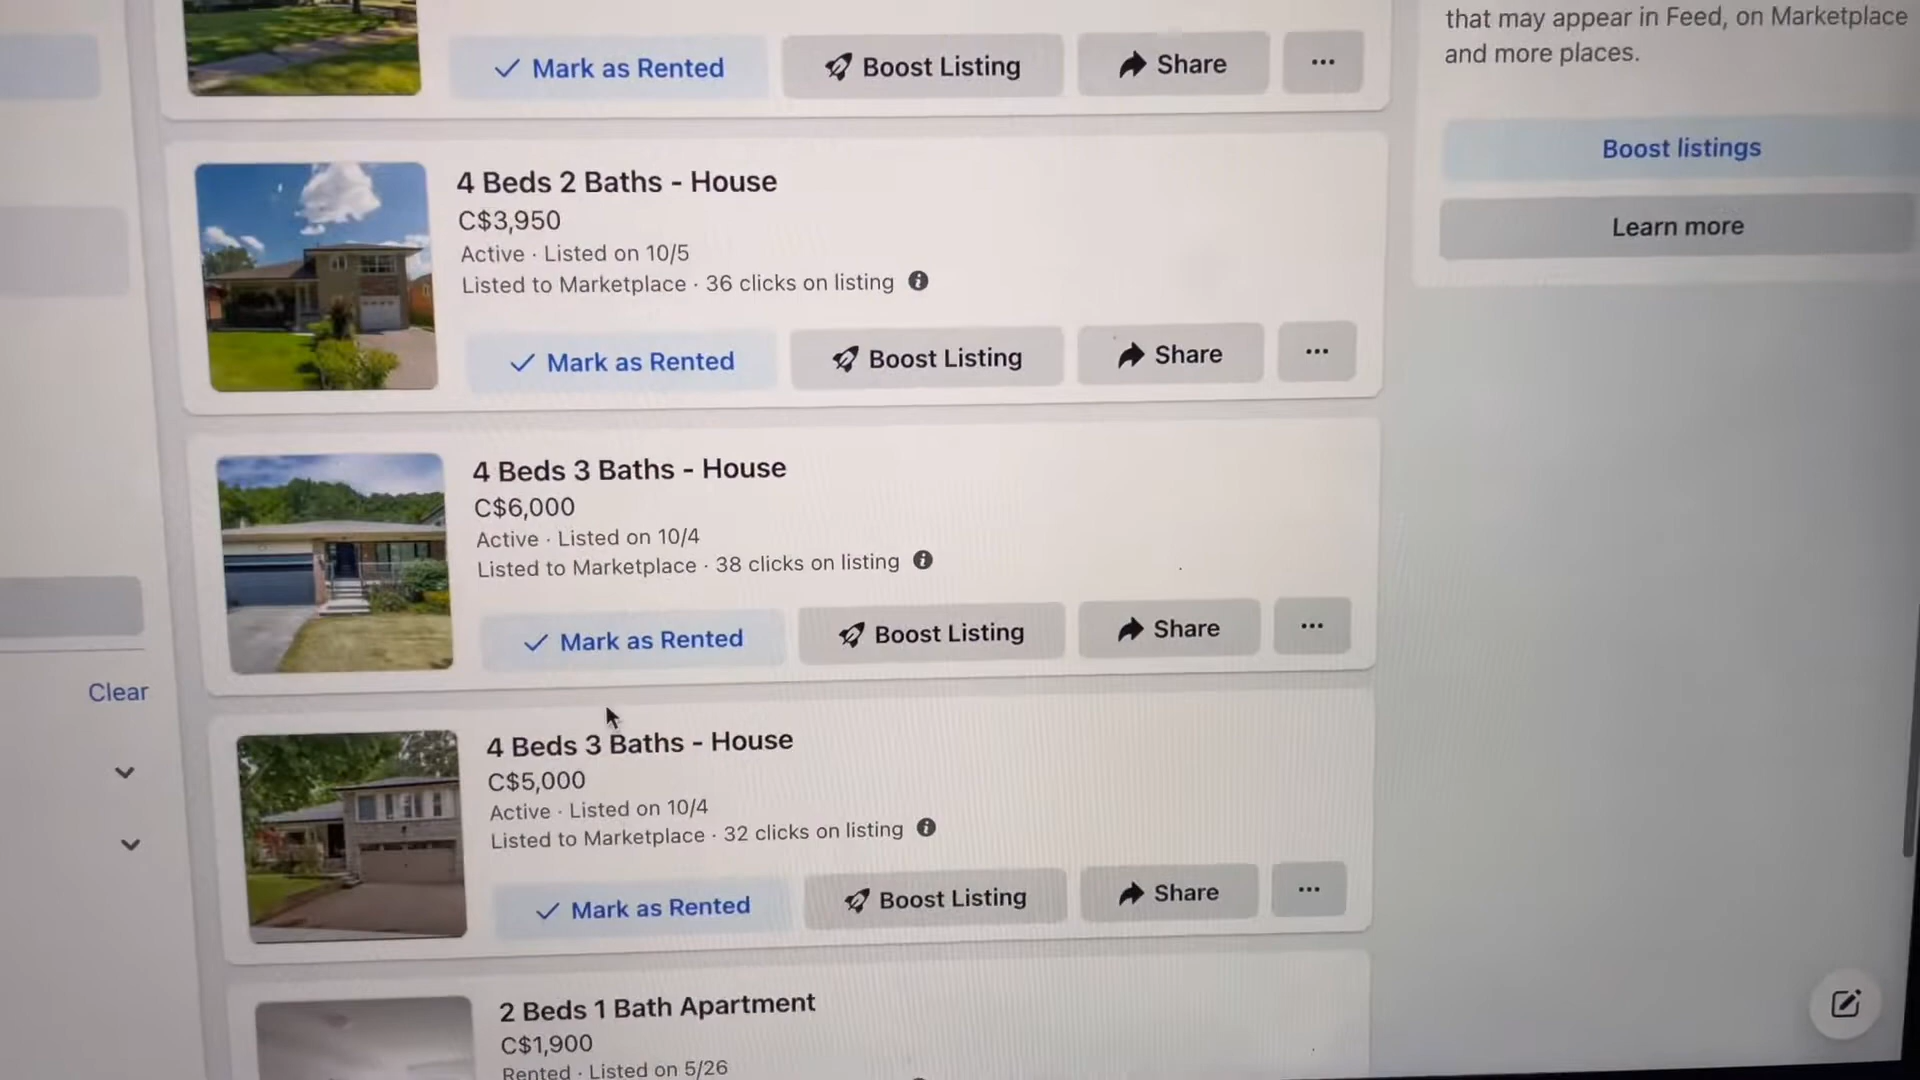 that may appear in Feed, on Marketplace
and more places.
Mark as Rented
Boost Listing
Share
Boost listings
Learn more
4 Beds 2 Baths - House
C$3,950
Active · Listed on 10/5
Listed to Marketplace · 36 clicks on listing
Mark as Rented
Boost Listing
Share
4 Beds 3 Baths - House
C$6,000
Active · Listed on 10/4
Listed to Marketplace · 38 clicks on listing
Mark as Rented
Boost Listing
Share
Clear
4 Beds 3 Baths - House
C$5,000
Active · Listed on 10/4
Listed to Marketplace · 32 clicks on listing
Mark as Rented
Boost Listing
Share
2 Beds 1 Bath Apartment
C$1,900
Rented · Listed on 5/26